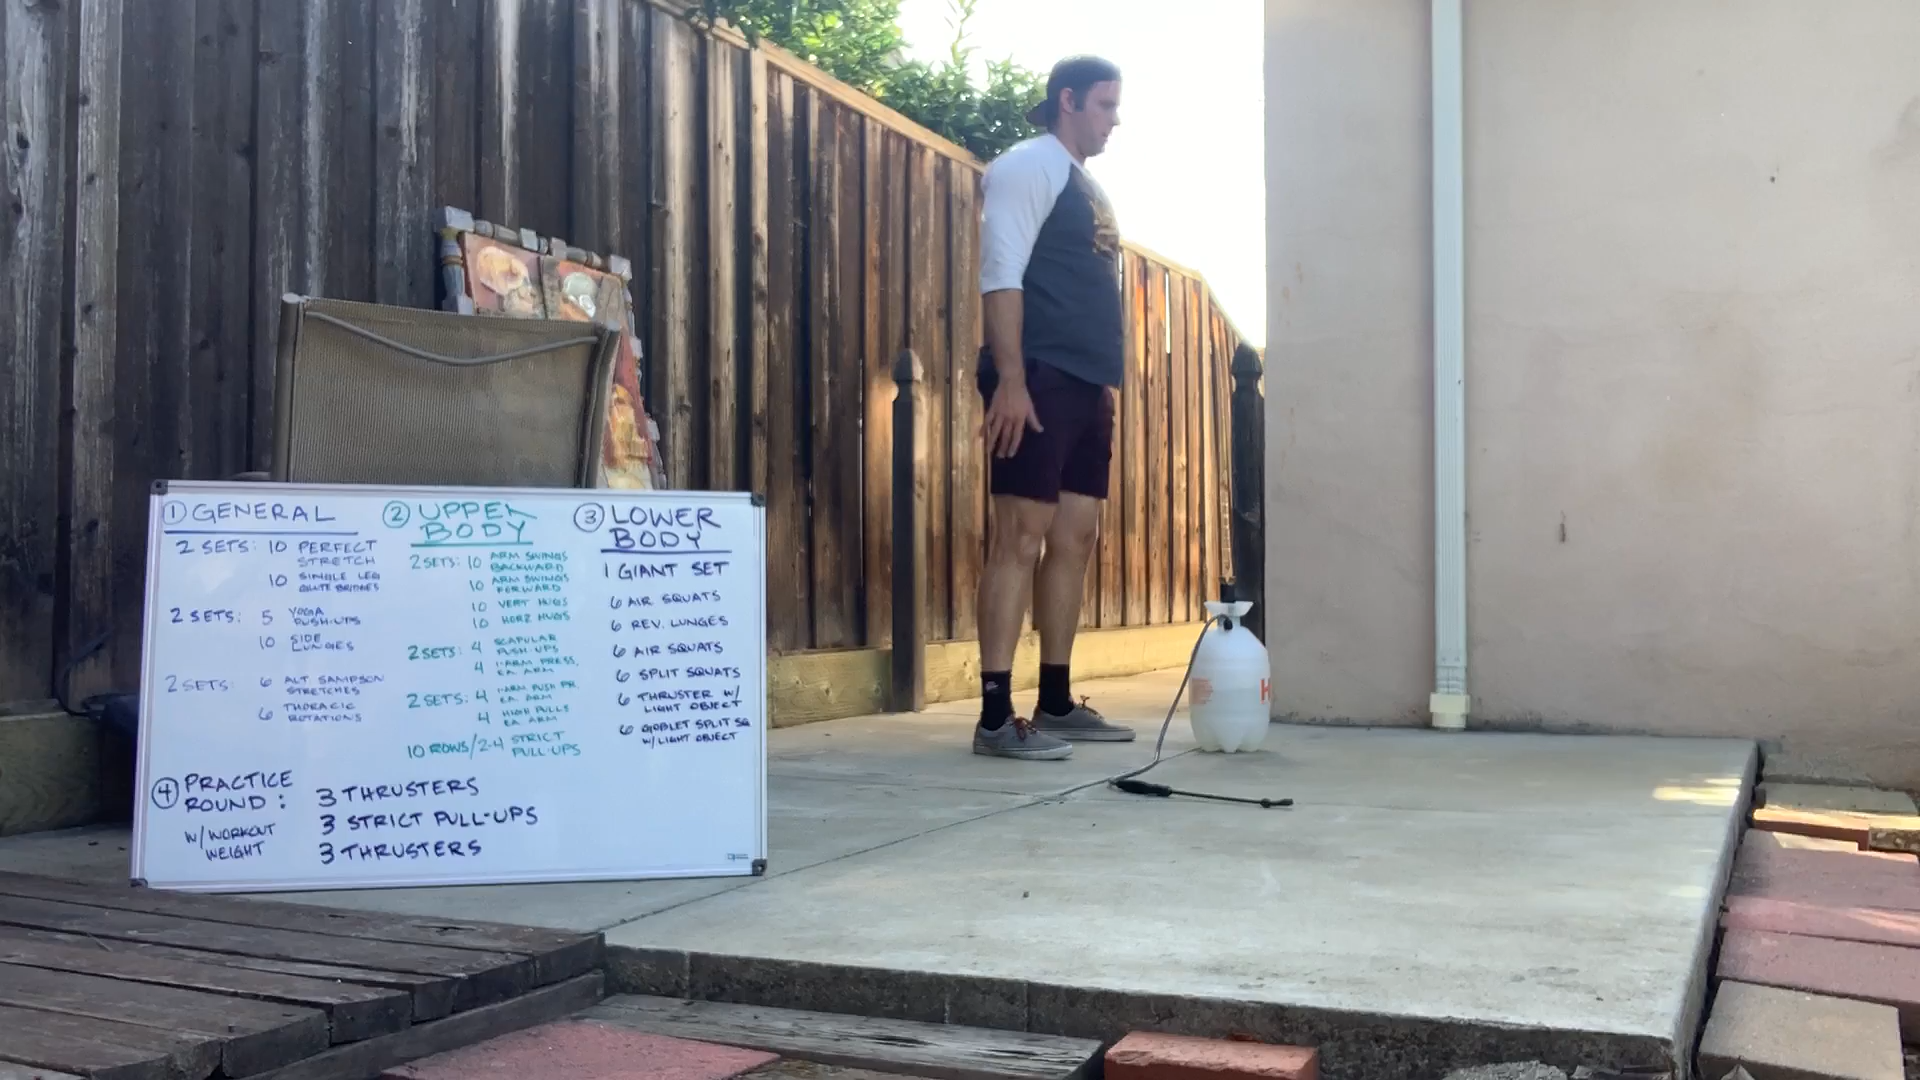 ① GENERAL
2 SETS: 10 PERFECT
STRETCH
10 SINGLE LEG
GLUTE BRIDGES
2 SETS: 5 YOGA
PUSH-UPS
10 SIDE
LUNGES
2 SETS: 6 ALT. SAMPSON
STRETCHES
6 THORACIC
ROTATIONS
② UPPER
BODY
2 SETS: 10 ARM SWINGS
BACKWARD
10 ARM SWINGS
FORWARD
10 VERT HUGS
10 HORZ HUGS
2 SETS: 4 SCAPULAR
PUSH-UPS
4 1-ARM PRESS,
EA. ARM
2 SETS: 4 1-ARM PUSH PR.
EA. ARM
4 HIGH PULLS
EA. ARM
10 ROWS/2-4 STRICT
PULL-UPS
③ LOWER
BODY
1 GIANT SET
6 AIR SQUATS
6 REV. LUNGES
6 AIR SQUATS
6 SPLIT SQUATS
6 THRUSTER W/
LIGHT OBJECT
6 GOBLET SPLIT SQ
W/LIGHT OBJECT
④ PRACTICE
ROUND:
W/WORKOUT
WEIGHT
3 THRUSTERS
3 STRICT PULL-UPS
3 THRUSTERS